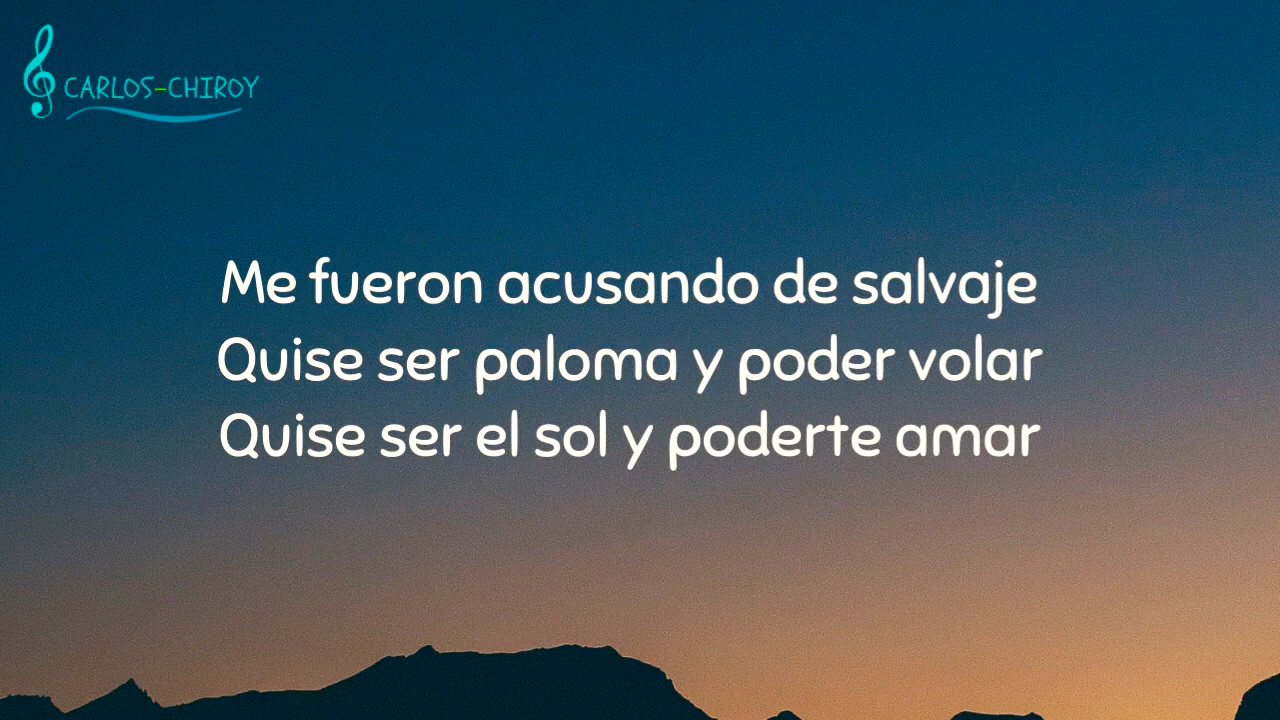 CARLOS-CHIROY
Me fueron acusando de salvaje
Quise ser paloma y poder volar
Quise ser el sol y poderte amar